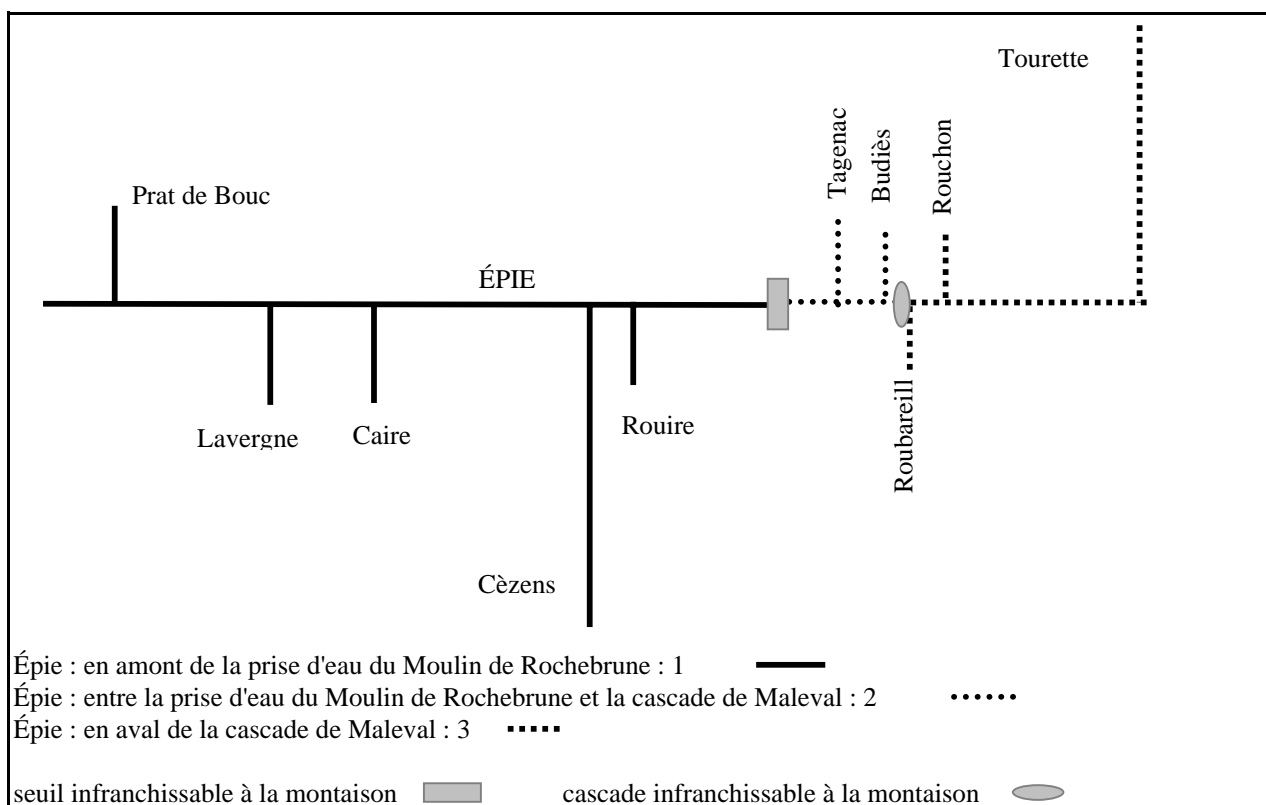 Tourette
Tagenac
Budiès
Rouchon
Prat de Bouc
ÉPIE
Lavergne
Caire
Rouire
Roubareill
Cèzens
Épie : en amont de la prise d'eau du Moulin de Rochebrune : 1
Épie : entre la prise d'eau du Moulin de Rochebrune et la cascade de Maleval : 2
Épie : en aval de la cascade de Maleval : 3
seuil infranchissable à la montaison
cascade infranchissable à la montaison